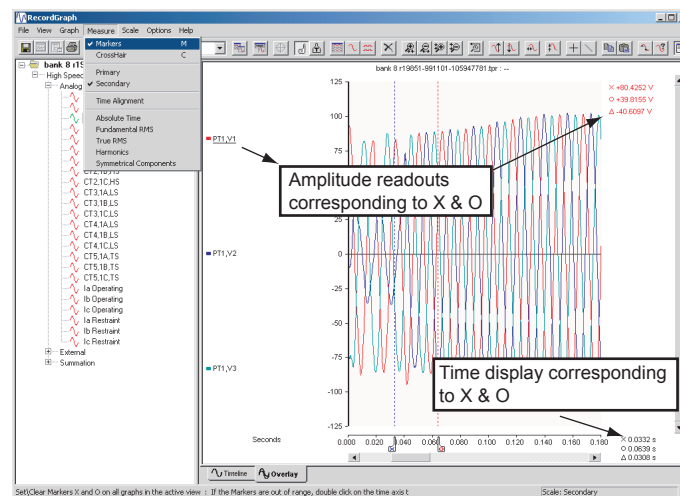 RecordGraph
File View Graph Measure Scale Options Help
Markers M
CrossHair C
Primary
Secondary
Time Alignment
Absolute Time
Fundamental RMS
True RMS
Harmonics
Symmetrical Components
bank 8 r19
High Speed
Analog
CT2,1B,HS
CT2,1C,HS
CT3,1A,LS
CT3,1B,LS
CT3,1C,LS
CT4,1A,LS
CT4,1B,LS
CT4,1C,LS
CT5,1A,TS
CT5,1B,TS
CT5,1C,TS
Ia Operating
Ib Operating
Ic Operating
Ia Restraint
Ib Restraint
Ic Restraint
External
Summation
bank 8 r19851-991101-105947781.tpr : --
PT1,V1
PT1,V2
PT1,V3
125
100
75
25
0
-25
-50
-75
-100
-125
X +80.4252 V
O +39.8155 V
Δ -40.6097 V
Amplitude readouts
corresponding to X & O
Time display corresponding
to X & O
Seconds
0.000 0.020 0.040 0.060 0.080 0.100 0.120 0.140 0.160 0.180
X 0.0332 s
O 0.0639 s
Δ 0.0308 s
Timeline Overlay
Set\Clear Markers X and O on all graphs in the active view : If the Markers are out of range, double click on the time axis t
Scale: Secondary